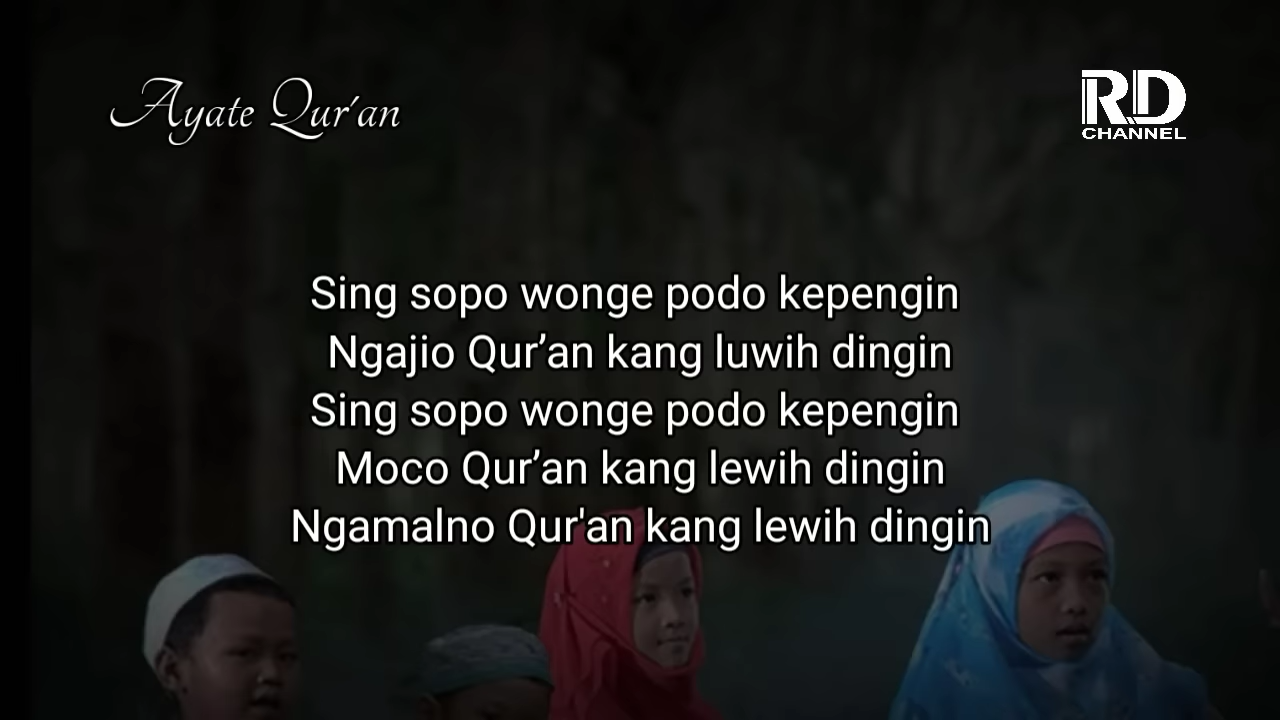 Ayate Qur'an
RD
CHANNEL
Sing sopo wonge podo kepengin
Ngajio Qur’an kang luwih dingin
Sing sopo wonge podo kepengin
Moco Qur’an kang lewih dingin
Ngamalno Qur'an kang lewih dingin